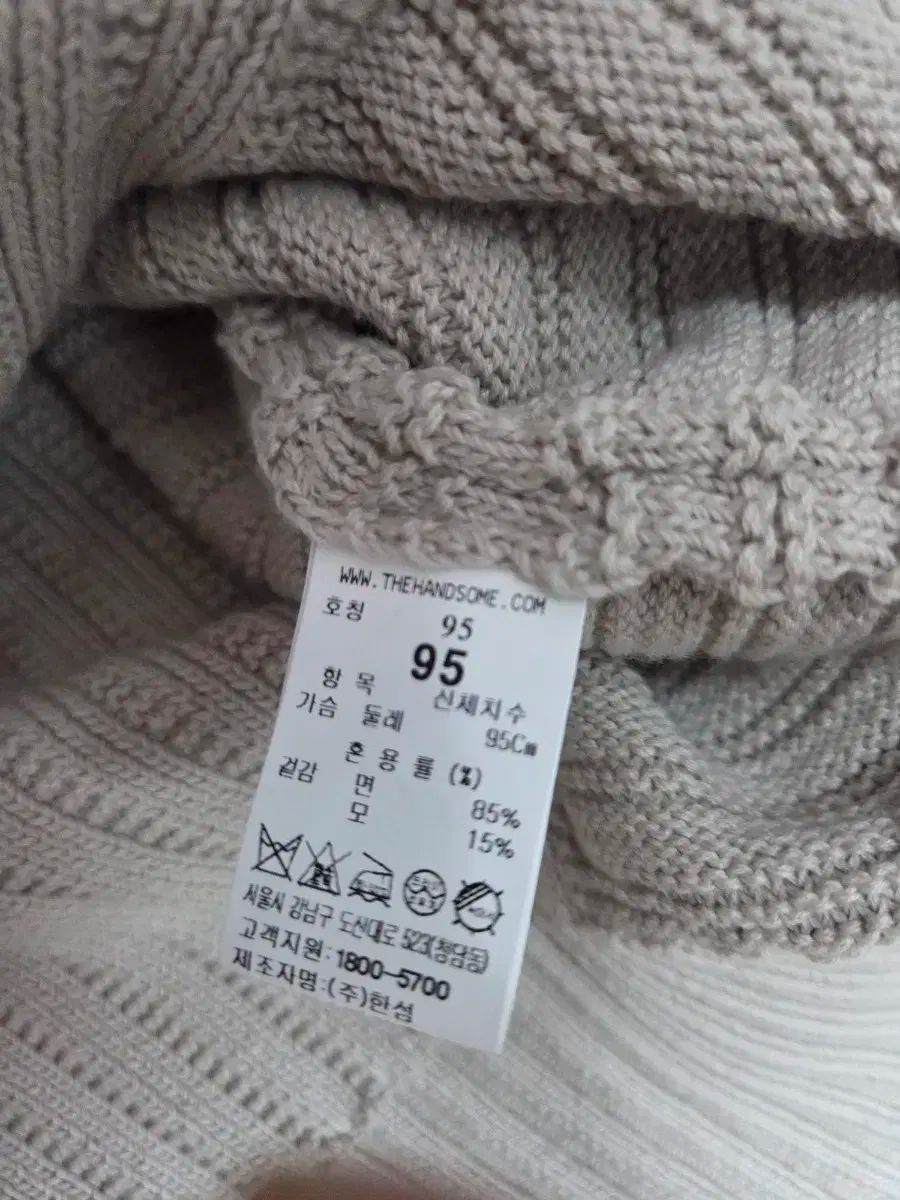 WWW.THEHANDSOME.COM
호칭 95
95
항 목 신체치수
가슴 둘레 95Cm
혼 용 률 (%)
겉감 면 85%
모 15%
서울시 강남구 도산대로 523(청담동)
고객지원:1800-5700
제조자명:(주)한섬